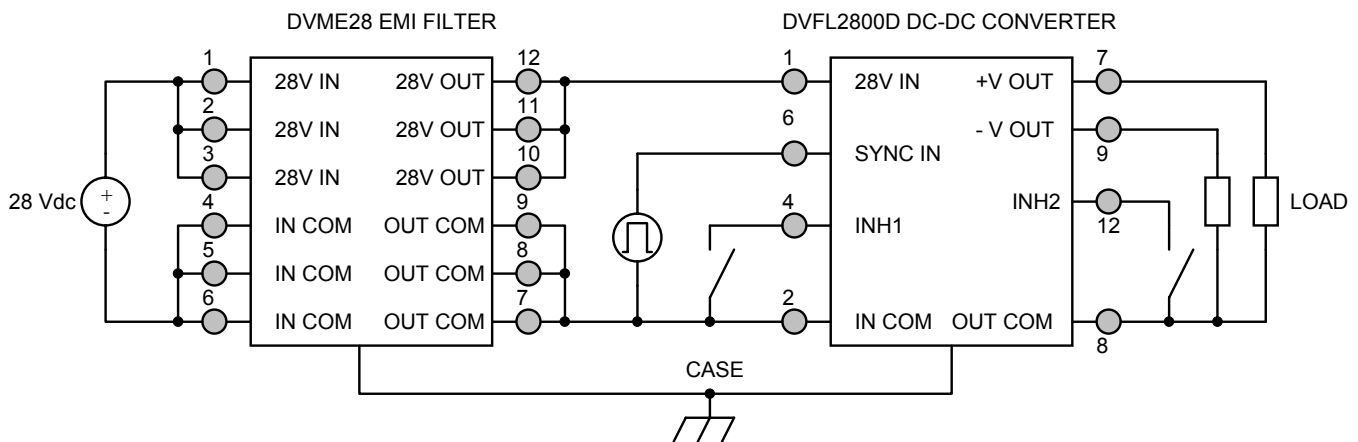 DVME28 EMI FILTER
DVFL2800D DC-DC CONVERTER
1 28V IN 28V OUT 12
2 28V IN 28V OUT 11
3 28V IN 28V OUT 10
4 IN COM OUT COM 9
5 IN COM OUT COM 8
6 IN COM OUT COM 7
28 Vdc
+
-
1 28V IN +V OUT 7
6 SYNC IN - V OUT 9
4 INH1 INH2 12
2 IN COM OUT COM 8
LOAD
CASE